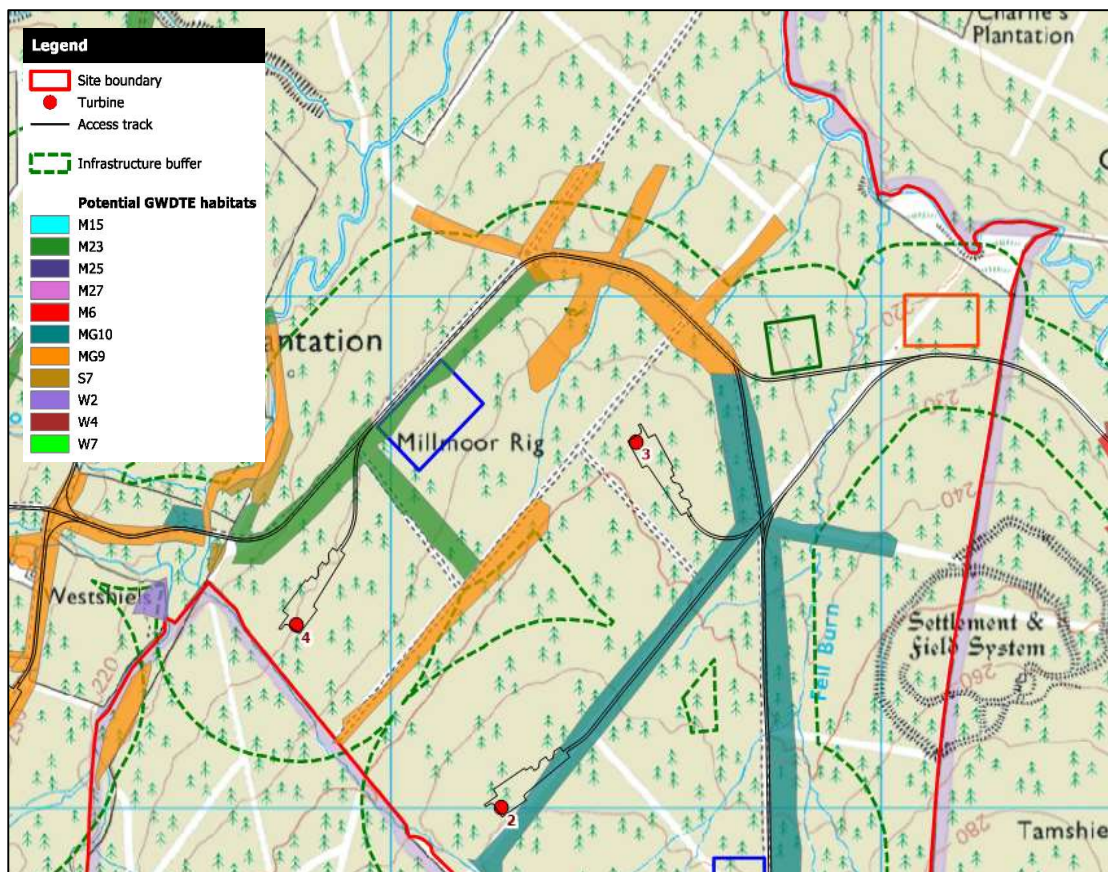 Legend
Site boundary
Turbine
Access track
Infrastructure buffer
Potential GWDTE habitats
M15
M23
M25
M27
M6
MG10
MG9
S7
W2
W4
W7
Charlie's
Plantation
antation
Millmoor Rig
3
220
230
240
Westshiels
4
220
Settlement &
Field System
Fell Burn
260
2
280
Tamshie